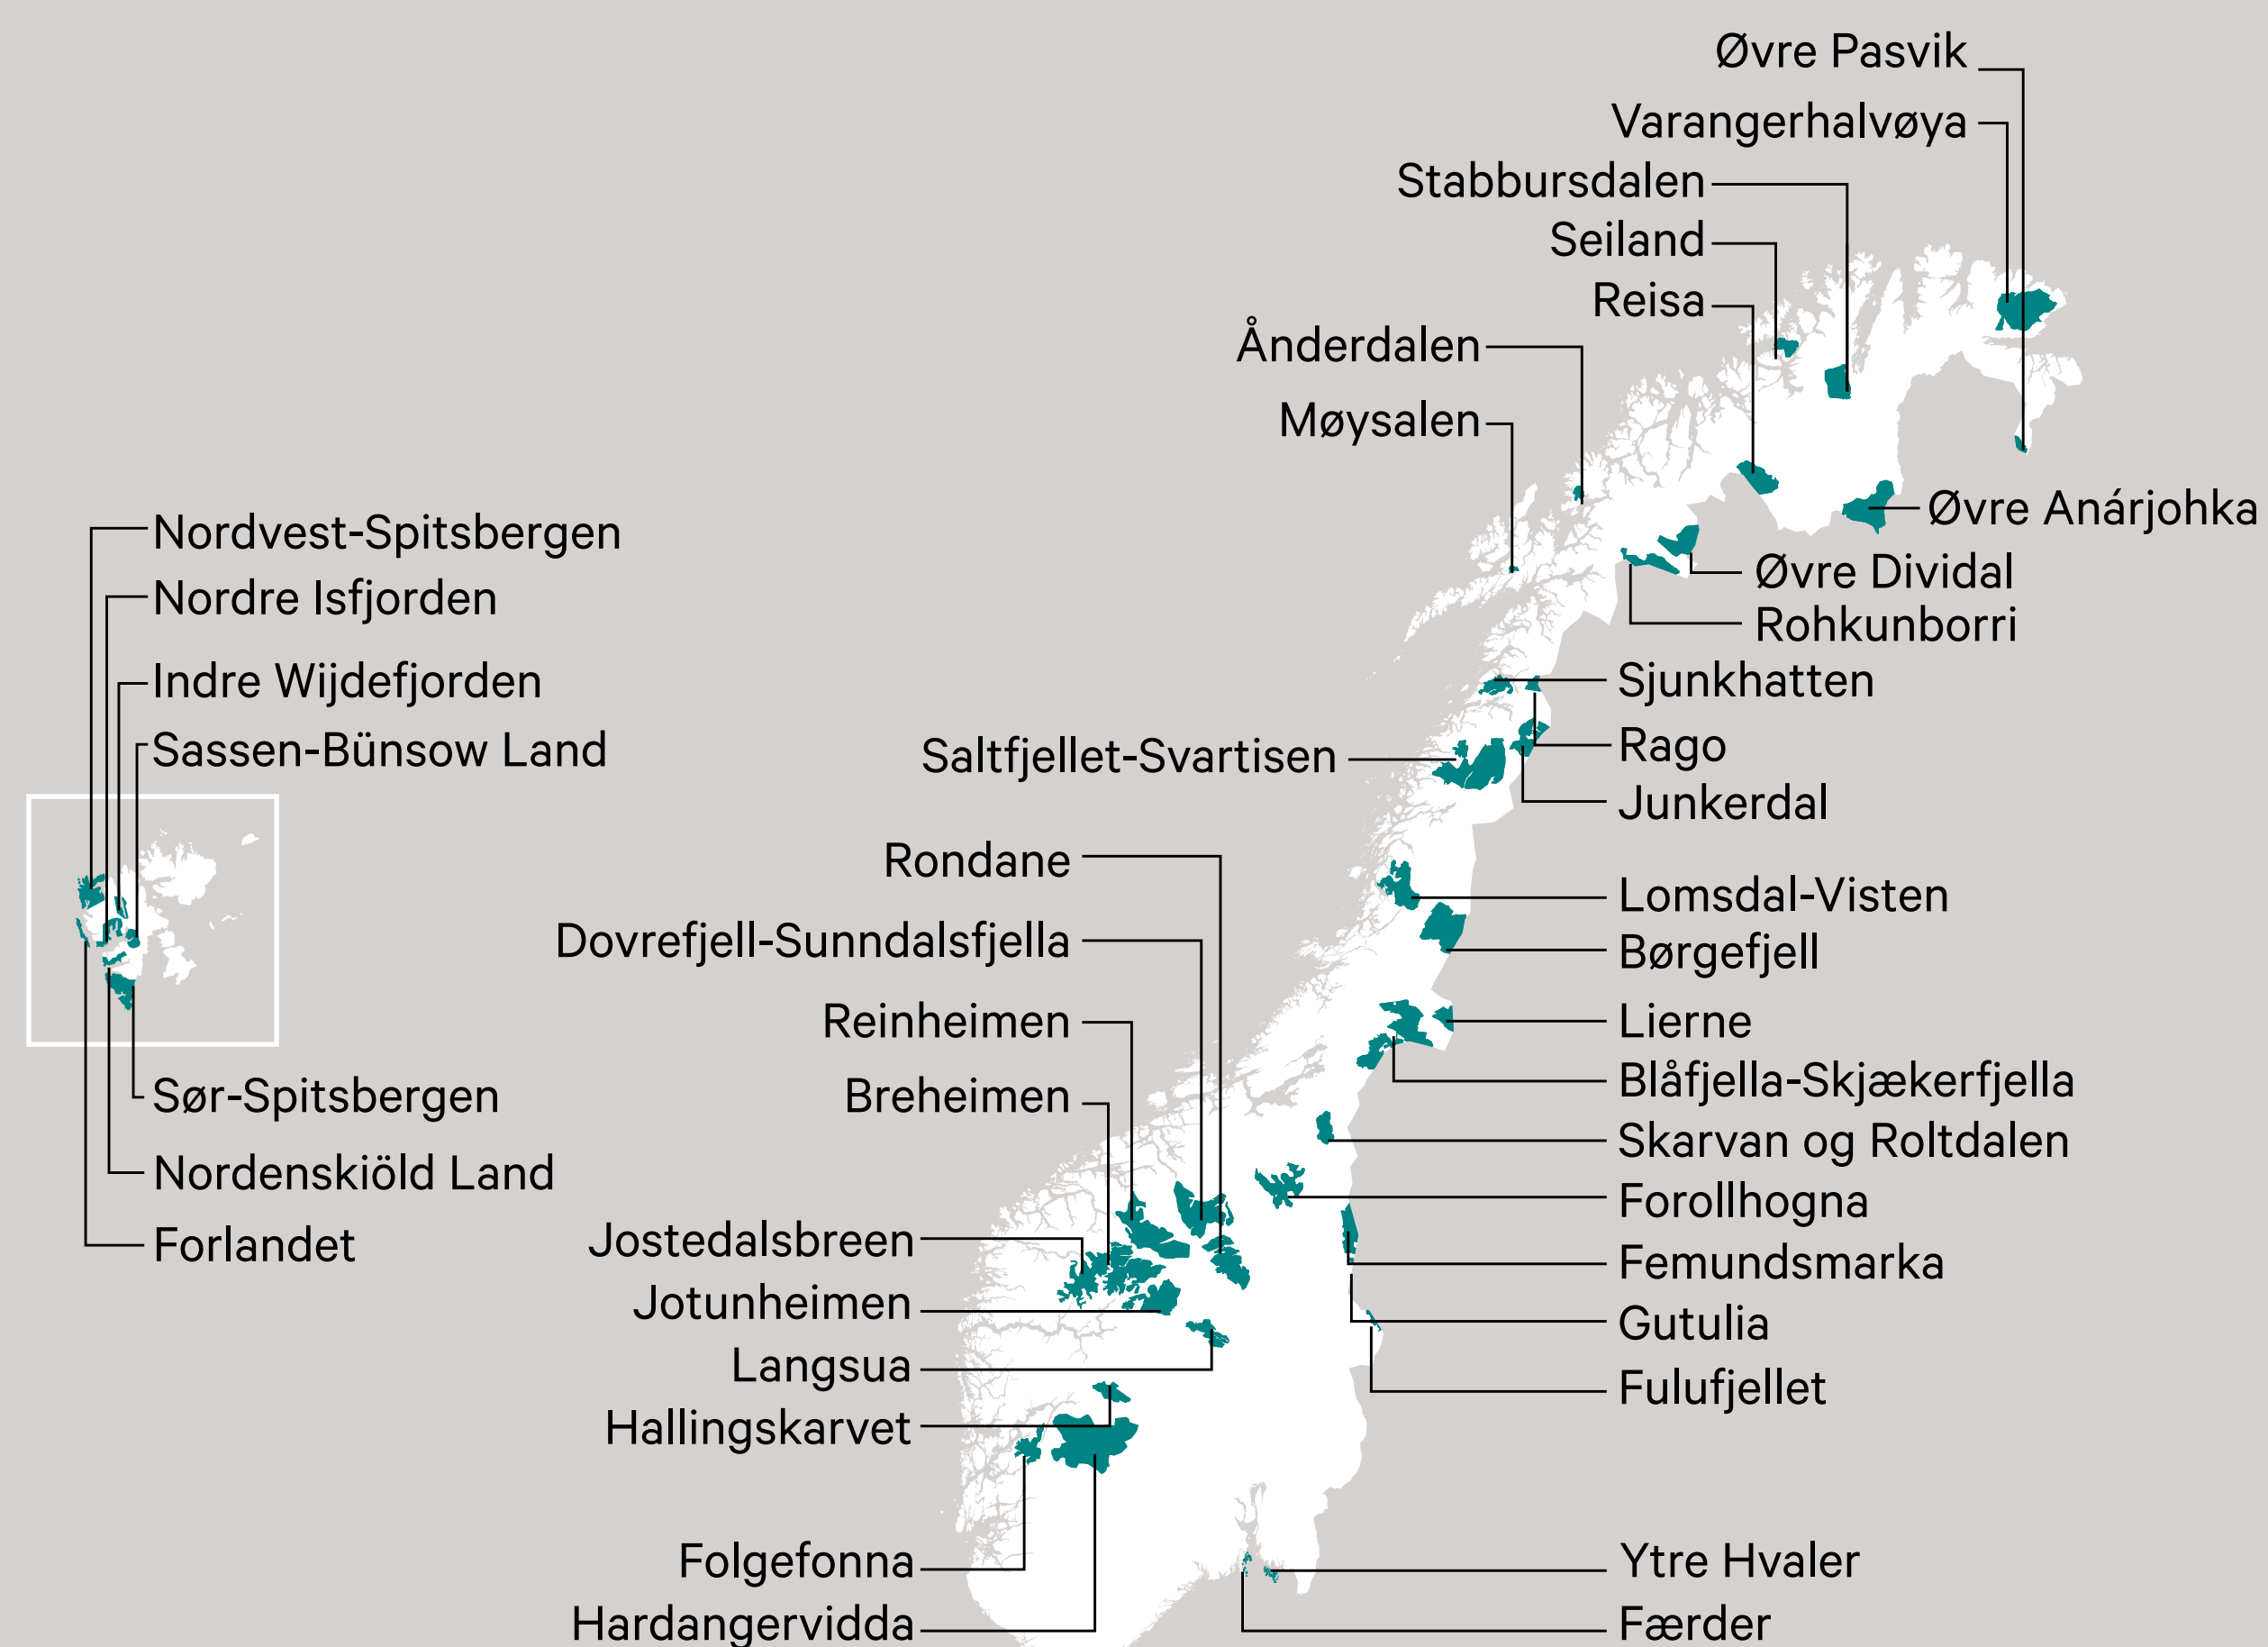 Øvre Pasvik
Varangerhalvøya
Stabbursdalen
Seiland
Reisa
Ånderdalen
Møysalen
Øvre Anárjohka
Øvre Dividal
Rohkunborri
Sjunkhatten
Rago
Junkerdal
Saltfjellet-Svartisen
Nordvest-Spitsbergen
Nordre Isfjorden
Indre Wijdefjorden
Sassen-Bünsow Land
Sør-Spitsbergen
Nordenskiöld Land
Forlandet
Rondane
Dovrefjell-Sunndalsfjella
Reinheimen
Breheimen
Jostedalsbreen
Jotunheimen
Langsua
Hallingskarvet
Folgefonna
Hardangervidda
Lomsdal-Visten
Børgefjell
Lierne
Blåfjella-Skjækerfjella
Skarvan og Roltdalen
Forollhogna
Femundsmarka
Gutulia
Fulufjellet
Ytre Hvaler
Færder